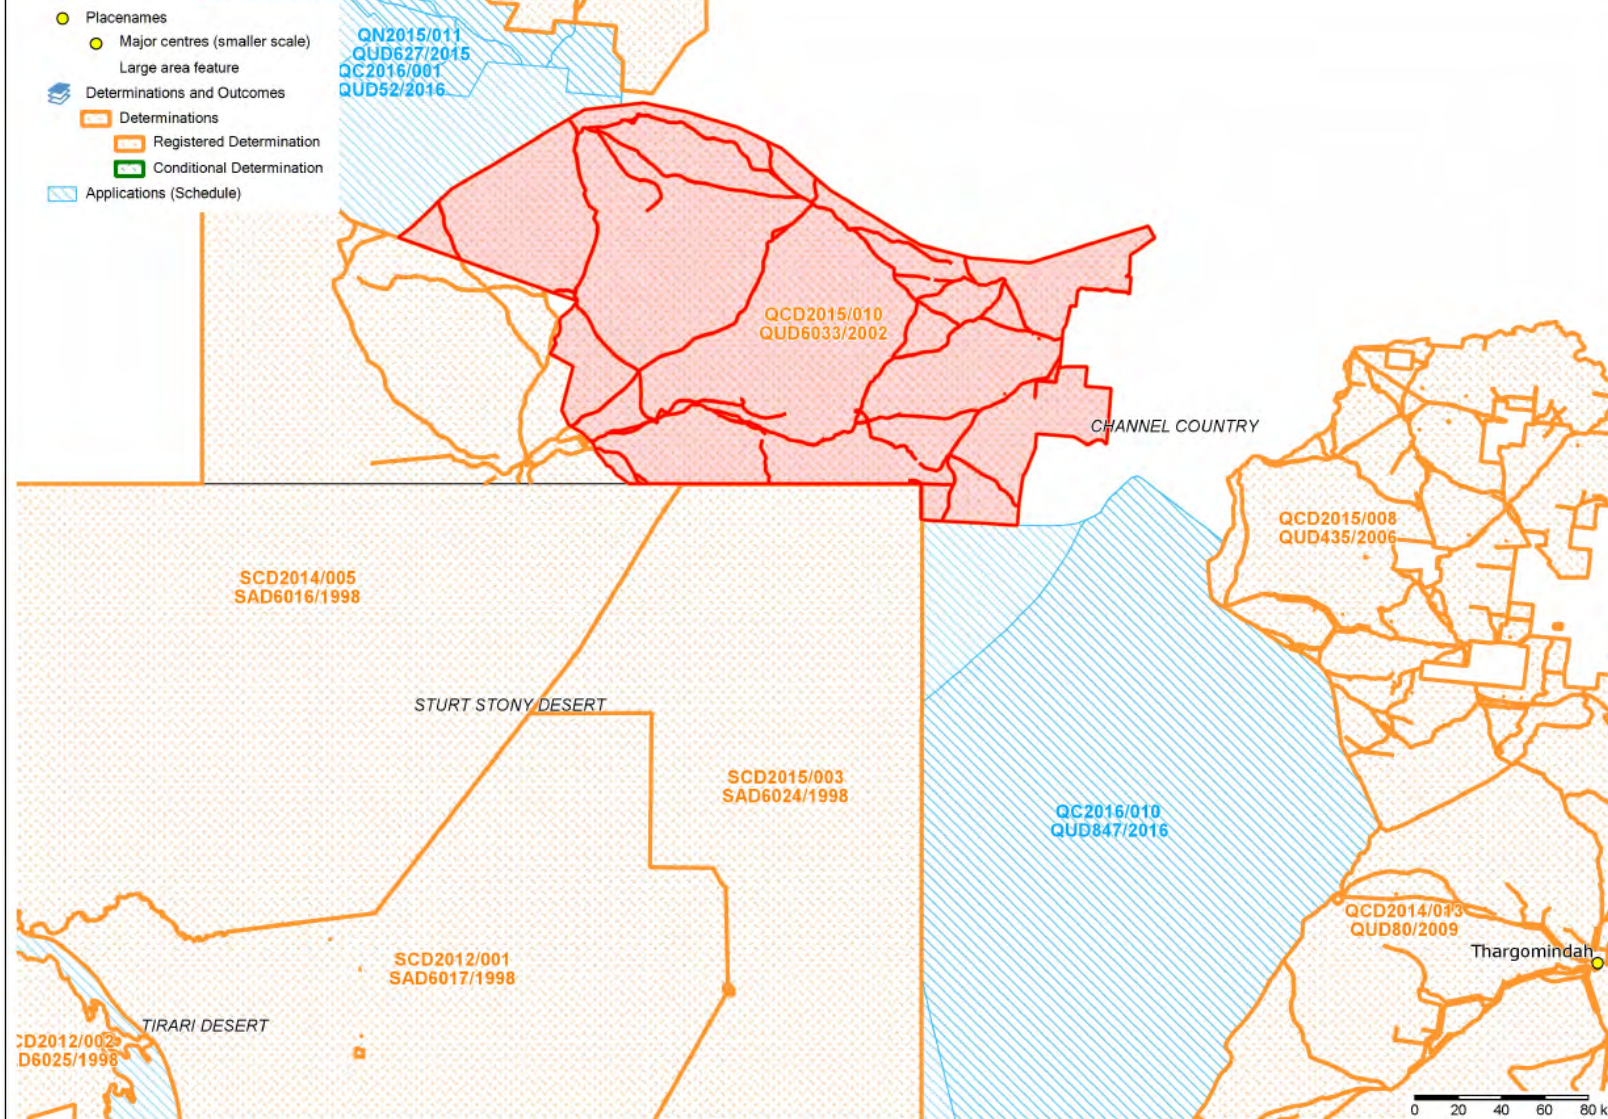 Placenames
Major centres (smaller scale)
Large area feature
Determinations and Outcomes
Determinations
Registered Determination
Conditional Determination
Applications (Schedule)
QN2015/011
QUD627/2015
QC2016/001
QUD52/2016
QCD2015/010
QUD6033/2002
CHANNEL COUNTRY
QCD2015/008
QUD435/2006
SCD2014/005
SAD6016/1998
STURT STONY DESERT
SCD2015/003
SAD6024/1998
QC2016/010
QUD847/2016
QCD2014/013
QUD80/2009
Thargomindah
SCD2012/001
SAD6017/1998
TIRARI DESERT
CD2012/002
D6025/1998
0 20 40 60 80 k